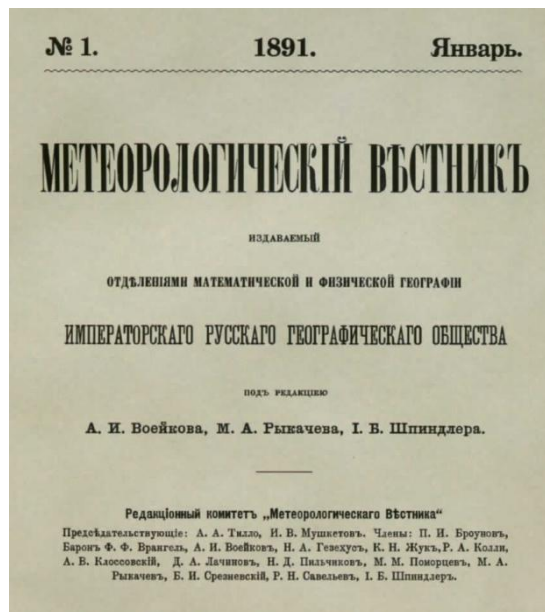 № 1. 1891. Январь.
МЕТЕОРОЛОГИЧЕСКІЙ ВѢСТНИКЪ
ИЗДАВАЕМЫЙ
ОТДѢЛЕНІЯМИ МАТЕМАТИЧЕСКОЙ И ФИЗИЧЕСКОЙ ГЕОГРАФІИ
ИМПЕРАТОРСКАГО РУССКАГО ГЕОГРАФИЧЕСКАГО ОБЩЕСТВА
ПОДЪ РЕДАКЦІЕЮ
А. И. Воейкова, М. А. Рыкачева, І. Б. Шпиндлера.
Редакціонный комитетъ „Метеорологическаго Вѣстника“
Предсѣдательствующіе: А. А. Тилло, И. В. Мушкетовъ. Члены: П. И. Броуновъ,
Баронъ Ф. Ф. Врангель, А. И. Воейковъ, Н. А. Гезехусъ, К. Н. Жукъ, Р. А. Колли,
А. В. Клоссовскій, Д. А. Лачиновъ, Н. Д. Пильчиковъ, М. М. Поморцевъ, М. А.
Рыкачевъ, Б. И. Срезневскій, Р. Н. Савельевъ, І. Б. Шпиндлеръ.